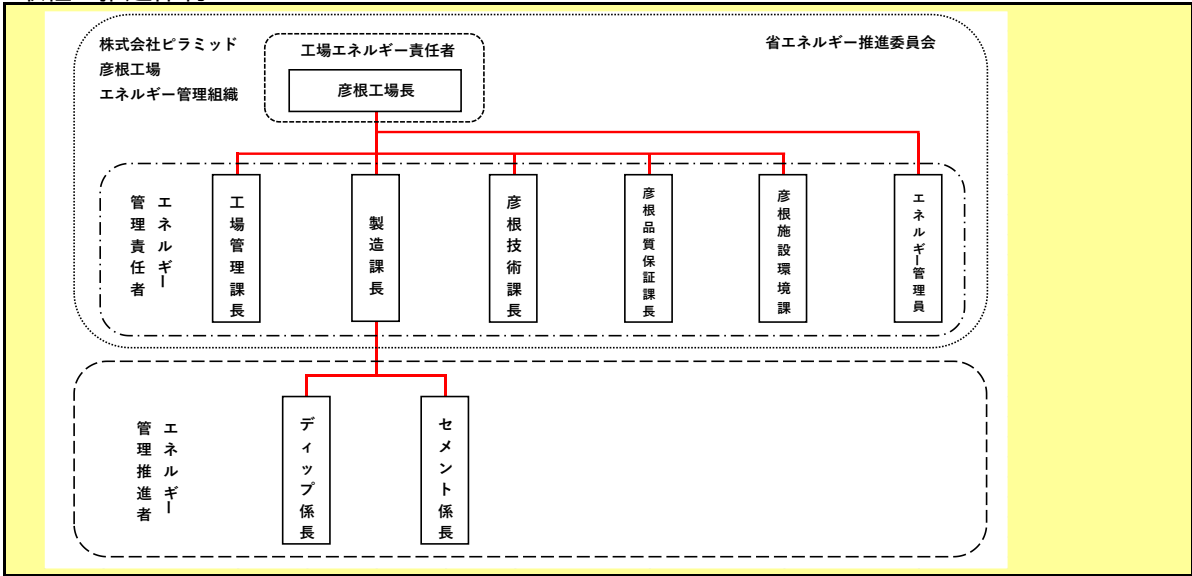 株式会社ピラミッド
彦根工場
エネルギー管理組織
工場エネルギー責任者
彦根工場長
省エネルギー推進委員会
エネルギー
管理責任者
工場管理課長
製造課長
彦根技術課長
彦根品質保証課長
彦根施設環境課
エネルギー管理員
エネルギー
管理推進者
ディップ係長
セメント係長